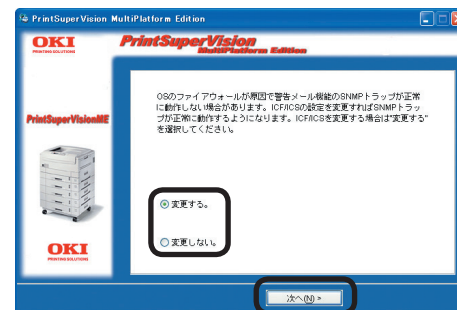 PrintSuperVision MultiPlatform Edition
OKI
PRINTING SOLUTIONS
PrintSuperVision
MultiPlatform Edition
OSのファイアウォールが原因で警告メール機能のSNMPトラップが正常
に動作しない場合があります。ICF/ICSの設定を変更すればSNMPトラッ
プが正常に動作するようになります。ICF/ICSを変更する場合は"変更する"
を選択してください。
PrintSuperVisionME
変更する。
変更しない。
OKI
PRINTING SOLUTIONS
次へ(N) >